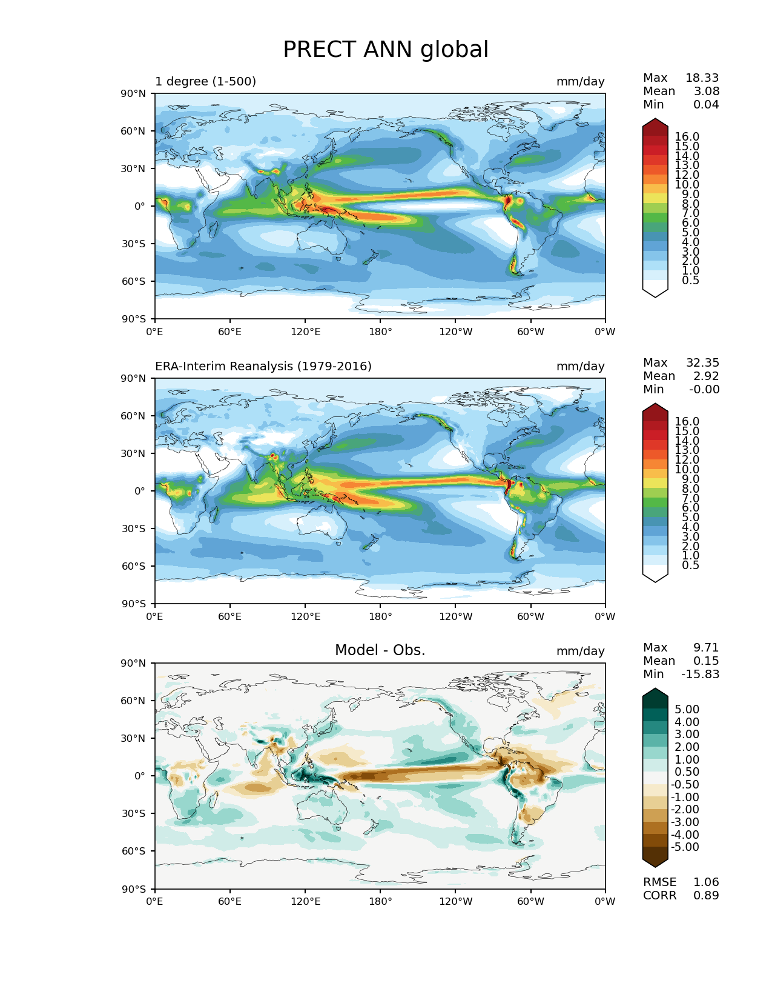 PRECT ANN global
1 degree (1-500) mm/day
Max 18.33
Mean 3.08
Min 0.04
90°N
60°N
30°N
0°
30°S
60°S
90°S
0°E 60°E 120°E 180° 120°W 60°W 0°W
16.0
15.0
14.0
13.0
12.0
10.0
9.0
8.0
7.0
6.0
5.0
4.0
3.0
2.0
1.0
0.5
ERA-Interim Reanalysis (1979-2016) mm/day
Max 32.35
Mean 2.92
Min -0.00
90°N
60°N
30°N
0°
30°S
60°S
90°S
0°E 60°E 120°E 180° 120°W 60°W 0°W
16.0
15.0
14.0
13.0
12.0
10.0
9.0
8.0
7.0
6.0
5.0
4.0
3.0
2.0
1.0
0.5
Model - Obs. mm/day
Max 9.71
Mean 0.15
Min -15.83
90°N
60°N
30°N
0°
30°S
60°S
90°S
0°E 60°E 120°E 180° 120°W 60°W 0°W
5.00
4.00
3.00
2.00
1.00
0.50
-0.50
-1.00
-2.00
-3.00
-4.00
-5.00
RMSE 1.06
CORR 0.89